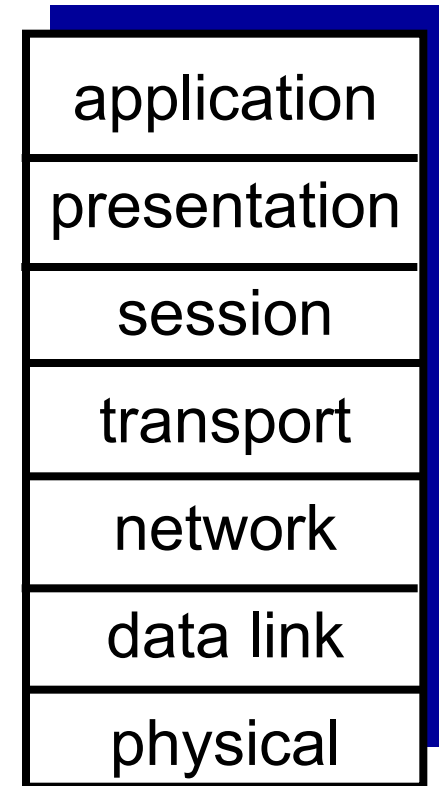 application
presentation
session
transport
network
data link
physical